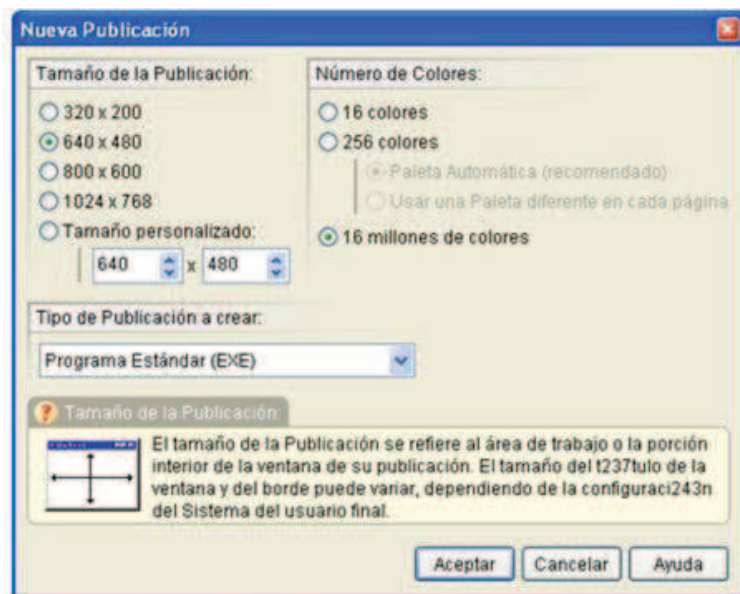 Nueva Publicación
Tamaño de la Publicación:
320 x 200
640 x 480
800 x 600
1024 x 768
Tamaño personalizado:
640 x 480
Número de Colores:
16 colores
256 colores
Paleta Automática (recomendado)
Usar una Paleta diferente en cada página
16 millones de colores
Tipo de Publicación a crear:
Programa Estándar (EXE)
? Tamaño de la Publicación
El tamaño de la Publicación se refiere al área de trabajo o la porción
interior de la ventana de su publicación. El tamaño del t237tulo de la
ventana y del borde puede variar, dependiendo de la configuraci243n
del Sistema del usuario final.
Aceptar Cancelar Ayuda